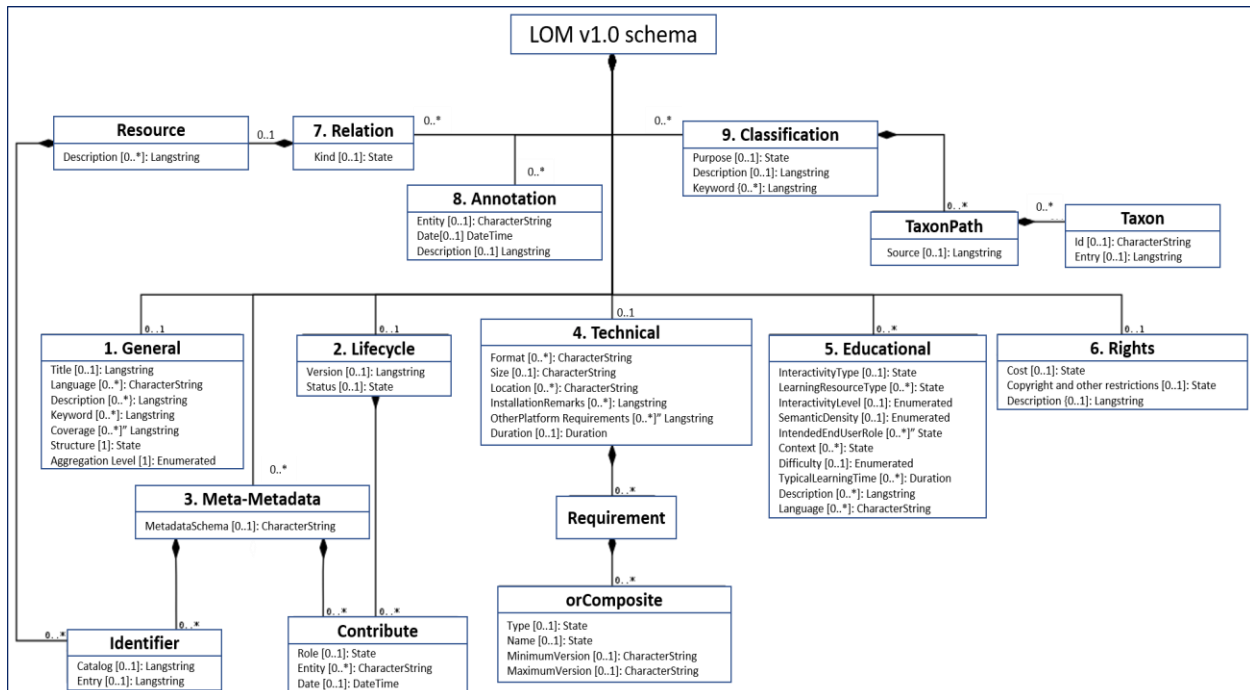 LOM v1.0 schema
Resource
Description [0..*]: Langstring
0..1
7. Relation
Kind [0..1]: State
0..*
0..*
9. Classification
Purpose [0..1]: State
Description [0..1]: Langstring
Keyword {0..*]: Langstring
0..*
8. Annotation
Entity [0..1]: CharacterString
Date[0..1] DateTime
Description [0..1] Langstring
0..*
TaxonPath
Source [0..1]: Langstring
0..*
Taxon
Id [0..1]: CharacterString
Entry [0..1]: Langstring
0..1
1. General
Title [0..1]: Langstring
Language [0..*]: CharacterString
Description [0..*}: Langstring
Keyword [0..*]: Langstring
Coverage [0..*]” Langstring
Structure [1]: State
Aggregation Level [1]: Enumerated
0..1
2. Lifecycle
Version [0..1]: Langstring
Status [0..1]: State
0..1
4. Technical
Format [0..*]: CharacterString
Size [0..1]: CharacterString
Location [0..*}: CharacterString
InstallationRemarks [0..*]: Langstring
OtherPlatform Requirements [0..*]” Langstring
Duration [0..1]: Duration
0..*
5. Educational
InteractivityType [0..1]: State
LearningResourceType [0..*]: State
InteractivityLevel [0..1]: Enumerated
SemanticDensity [0..1]: Enumerated
IntendedEndUserRole [0..*]” State
Context [0..*]: State
Difficulty [0..1]: Enumerated
TypicalLearningTime [0..*]: Duration
Description [0..*]: Langstring
Language [0..*]: CharacterString
0..1
6. Rights
Cost [0..1]: State
Copyright and other restrictions [0..1]: State
Description {0..1]: Langstring
0..*
3. Meta-Metadata
MetadataSchema [0..1]: CharacterString
0..*
Requirement
0..*
orComposite
Type [0..1]: State
Name [0..1]: State
MinimumVersion [0..1]: CharacterString
MaximumVersion [0..1]: CharacterString
0..*
0..*
Identifier
Catalog [0..1]: Langstring
Entry [0..1]: Langstring
0..*
0..*
Contribute
Role [0..1]: State
Entity [0..*]: CharacterString
Date [0..1]: DateTime